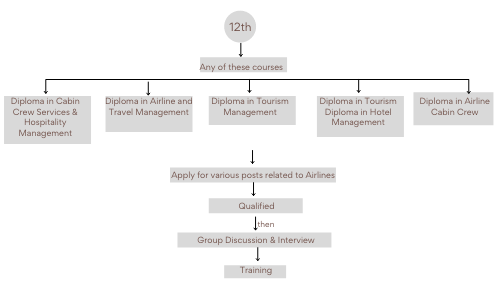 12th
Any of these courses
Diploma in Cabin
Crew Services &
Hospitality
Management
Diploma in Airline and
Travel Management
Diploma in Tourism
Management
Diploma in Tourism
Diploma in Hotel
Management
Diploma in Airline
Cabin Crew
Apply for various posts related to Airlines
Qualified
then
Group Discussion & Interview
Training